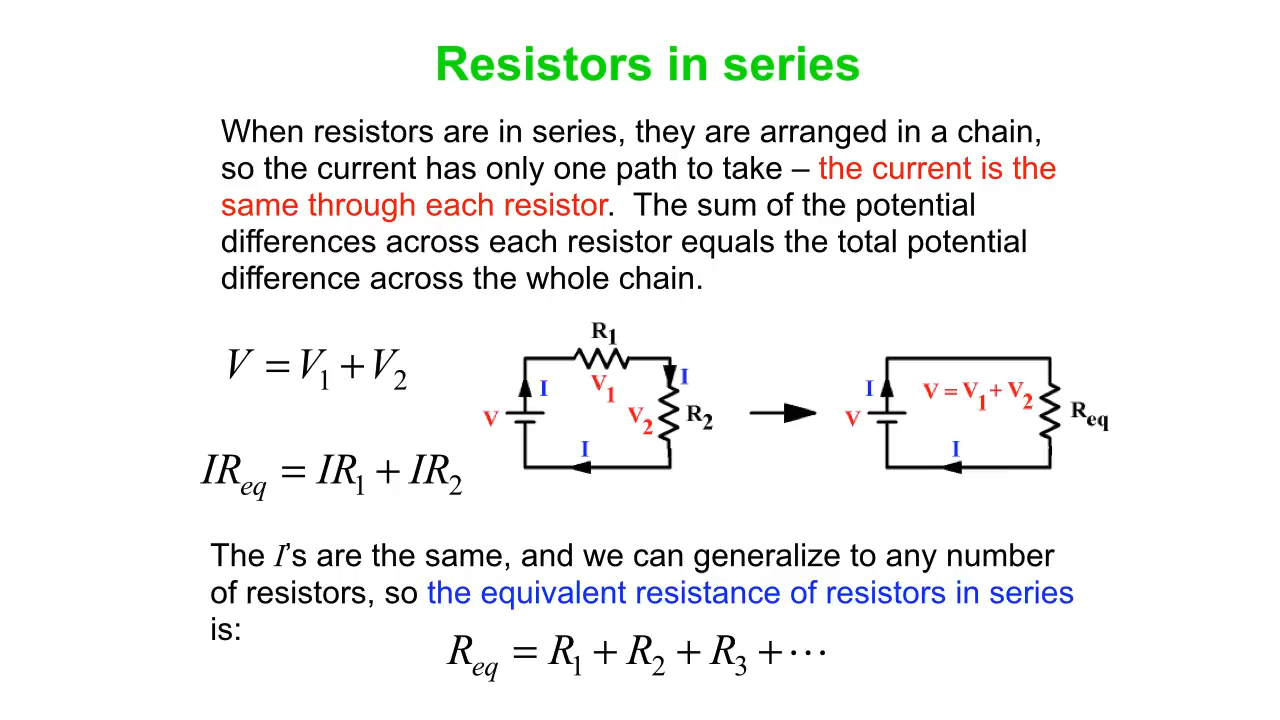 Resistors in series
When resistors are in series, they are arranged in a chain,
so the current has only one path to take – the current is the
same through each resistor. The sum of the potential
differences across each resistor equals the total potential
difference across the whole chain.
V = V₁ + V₂
IR_eq = IR₁ + IR₂
R₁
V₁
I
I
V
V₂
R₂
I
I
V
V = V₁ + V₂
R_eq
I
The I's are the same, and we can generalize to any number
of resistors, so the equivalent resistance of resistors in series
is:
R_eq = R₁ + R₂ + R₃ + ⋯